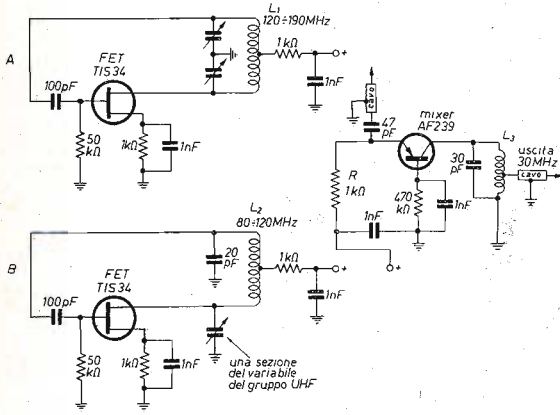 A
L1
120÷190MHz
FET
TIS34
100pF
50
kΩ
1kΩ
1nF
1kΩ
+
1nF
cavo
47
pF
mixer
AF239
R
1kΩ
470
kΩ
1nF
1nF
+
30
pF
L3
uscita
30MHz
cavo
B
L2
80÷120MHz
FET
TIS34
100pF
50
kΩ
1kΩ
1nF
20
pF
1kΩ
+
1nF
una sezione
del variabile
del gruppo UHF